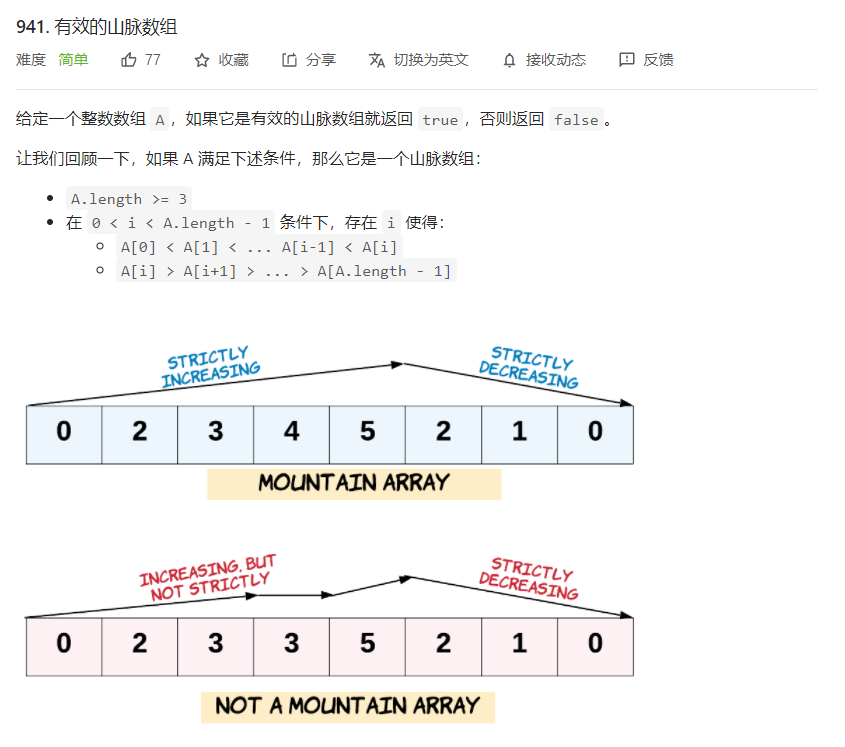 941. 有效的山脉数组
难度 简单 77 收藏 分享 切换为英文 接收动态 反馈
给定一个整数数组 A，如果它是有效的山脉数组就返回 true，否则返回 false。
让我们回顾一下，如果 A 满足下述条件，那么它是一个山脉数组：
A.length >= 3
在 0 < i < A.length - 1 条件下，存在 i 使得：
A[0] < A[1] < ... A[i-1] < A[i]
A[i] > A[i+1] > ... > A[A.length - 1]
STRICTLY
INCREASING
STRICTLY
DECREASING
0 2 3 4 5 2 1 0
MOUNTAIN ARRAY
INCREASING, BUT
NOT STRICTLY
STRICTLY
DECREASING
0 2 3 3 5 2 1 0
NOT A MOUNTAIN ARRAY